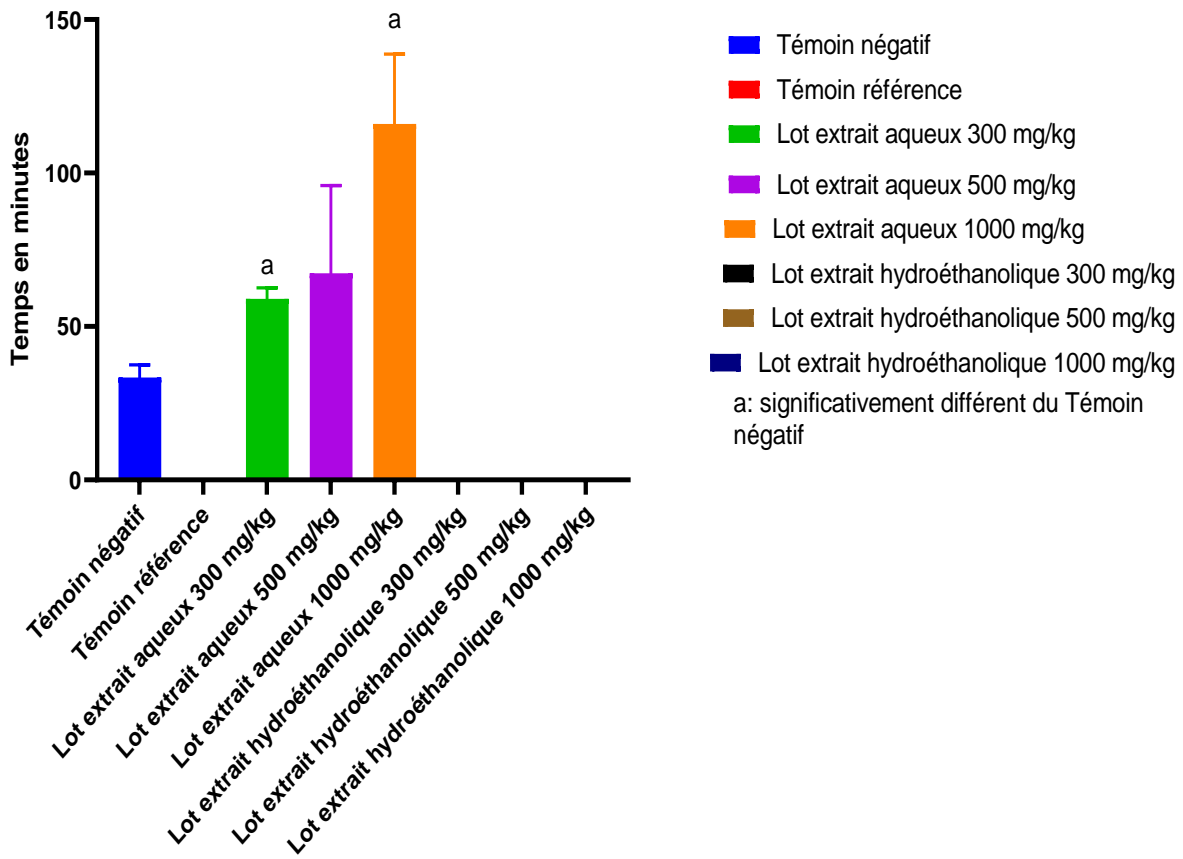 150
100
50
0
Temps en minutes
a
a
Témoin négatif
Témoin référence
Lot extrait aqueux 300 mg/kg
Lot extrait aqueux 500 mg/kg
Lot extrait aqueux 1000 mg/kg
Lot extrait hydroéthanolique 300 mg/kg
Lot extrait hydroéthanolique 500 mg/kg
Lot extrait hydroéthanolique 1000 mg/kg
Témoin négatif
Témoin référence
Lot extrait aqueux 300 mg/kg
Lot extrait aqueux 500 mg/kg
Lot extrait aqueux 1000 mg/kg
Lot extrait hydroéthanolique 300 mg/kg
Lot extrait hydroéthanolique 500 mg/kg
Lot extrait hydroéthanolique 1000 mg/kg
a: significativement différent du Témoin
négatif